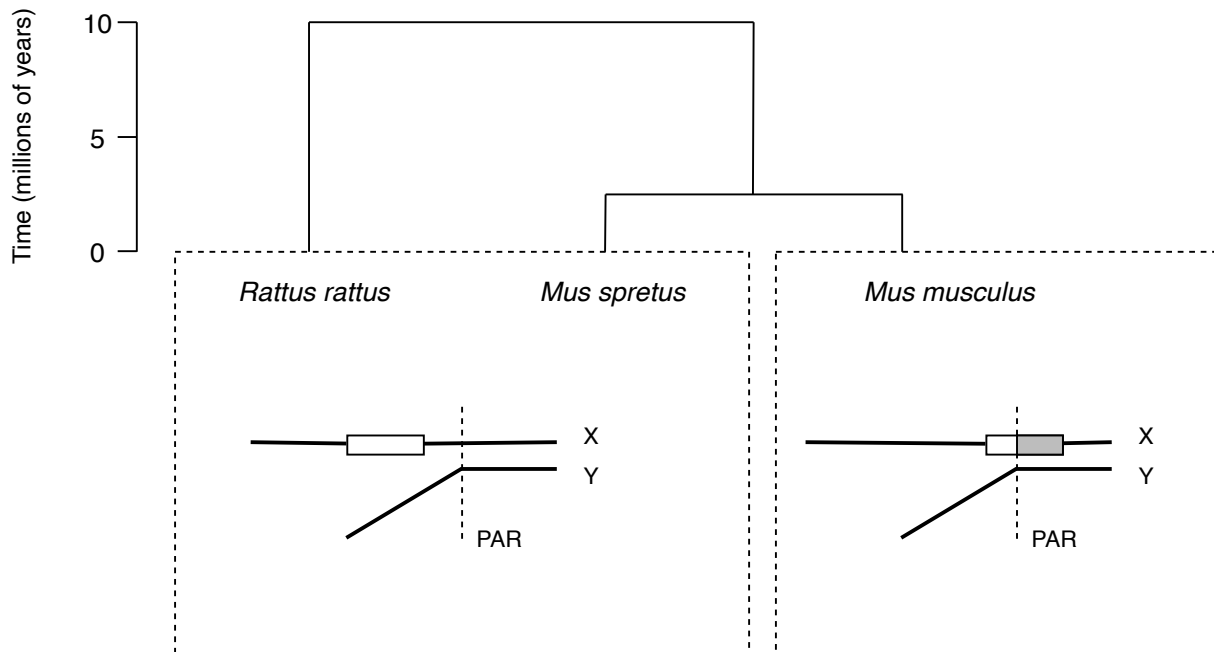 Time (millions of years)
10
5
0
Rattus rattus
Mus spretus
Mus musculus
X
Y
PAR
X
Y
PAR